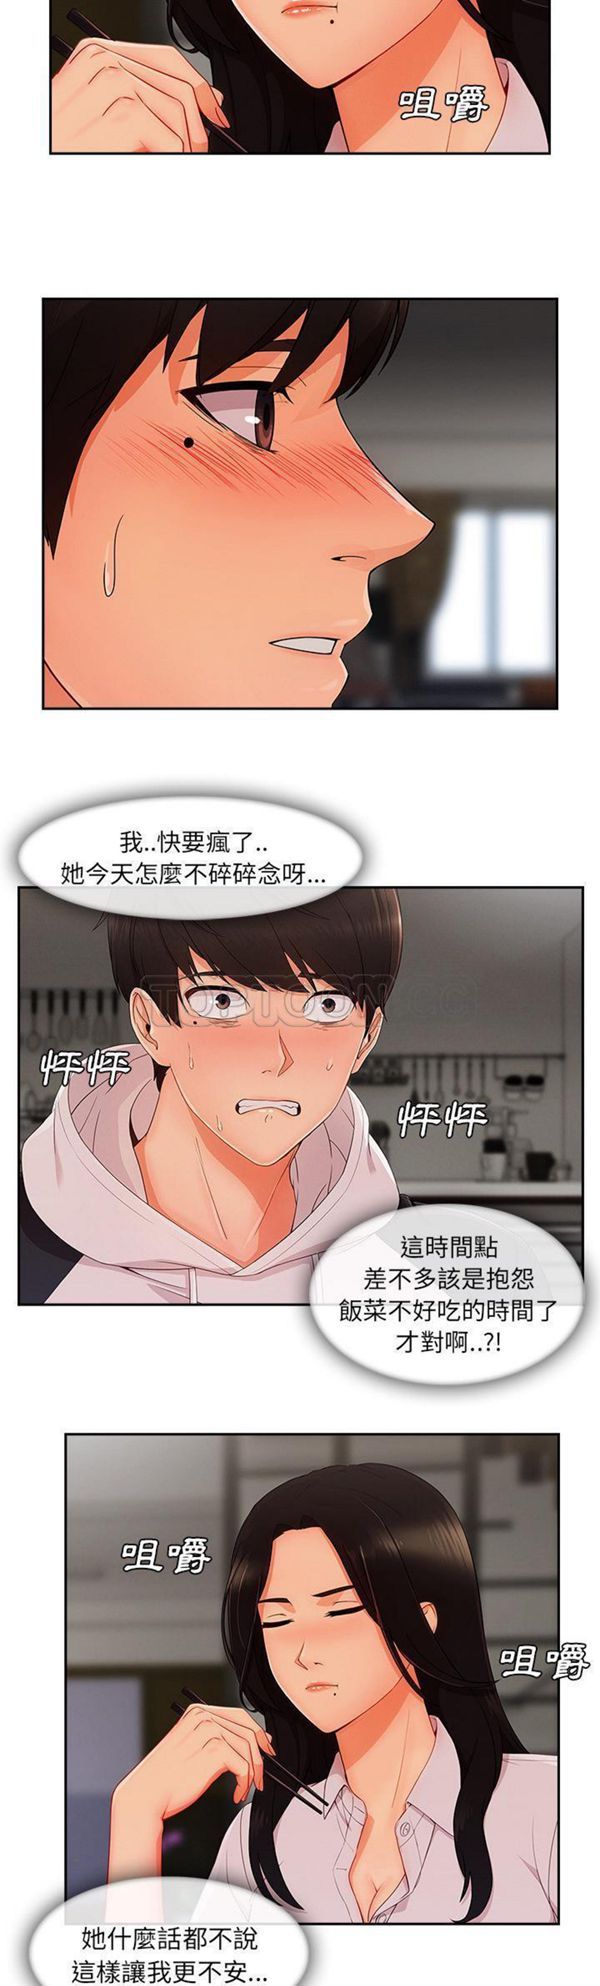 咀嚼
我..快要瘋了..
她今天怎麼不碎碎念呀...
TOPTOON
怦怦
怦怦
這時間點
差不多該是抱怨
飯菜不好吃的時間了
才對啊..?!
咀嚼
咀嚼
她什麼話都不說
這樣讓我更不安...